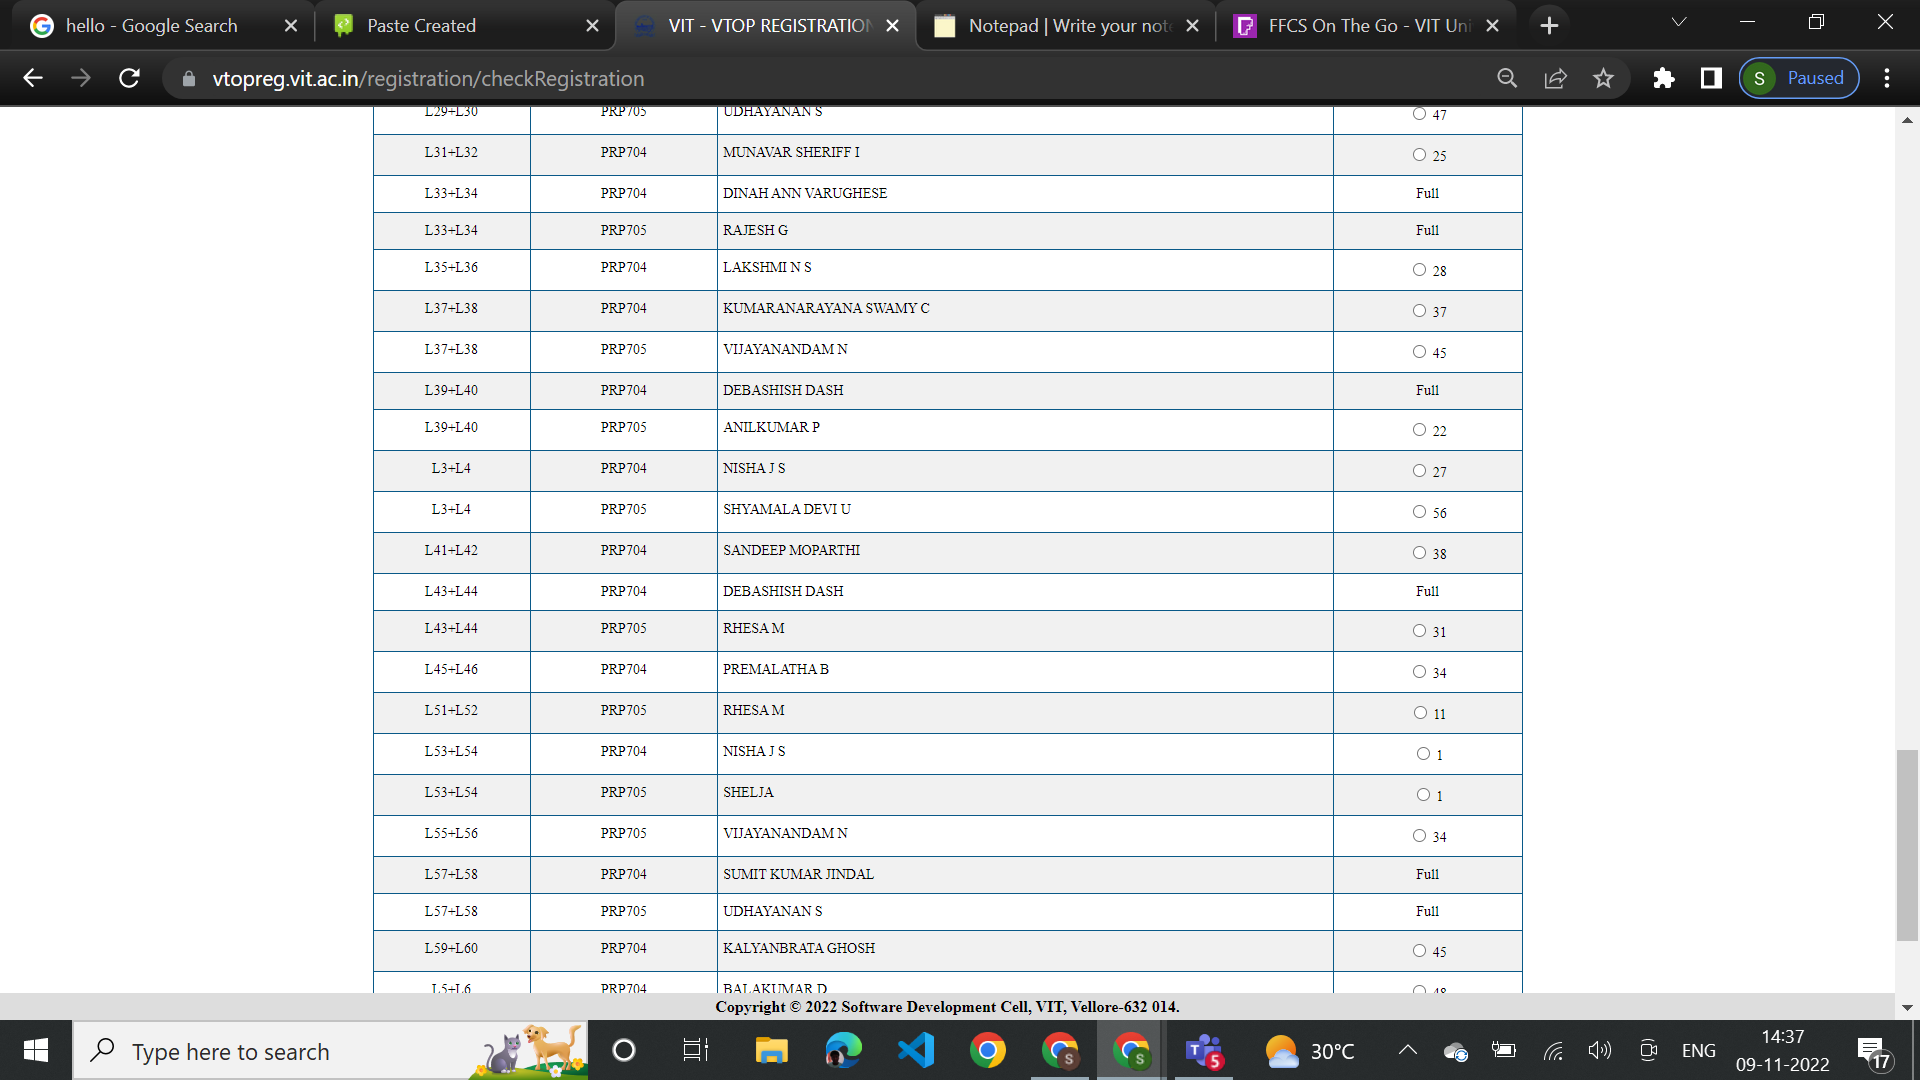 hello - Google Search
Paste Created
VIT - VTOP REGISTRATION
Notepad | Write your not
FFCS On The Go - VIT Uni
vtopreg.vit.ac.in/registration/checkRegistration
S Paused
L29+L30 PRP705 UDHAYANAN S 47
L31+L32 PRP704 MUNAVAR SHERIFF I 25
L33+L34 PRP704 DINAH ANN VARUGHESE Full
L33+L34 PRP705 RAJESH G Full
L35+L36 PRP704 LAKSHMI N S 28
L37+L38 PRP704 KUMARANARAYANA SWAMY C 37
L37+L38 PRP705 VIJAYANANDAM N 45
L39+L40 PRP704 DEBASHISH DASH Full
L39+L40 PRP705 ANILKUMAR P 22
L3+L4 PRP704 NISHA J S 27
L3+L4 PRP705 SHYAMALA DEVI U 56
L41+L42 PRP704 SANDEEP MOPARTHI 38
L43+L44 PRP704 DEBASHISH DASH Full
L43+L44 PRP705 RHESA M 31
L45+L46 PRP704 PREMALATHA B 34
L51+L52 PRP705 RHESA M 11
L53+L54 PRP704 NISHA J S 1
L53+L54 PRP705 SHELJA 1
L55+L56 PRP705 VIJAYANANDAM N 34
L57+L58 PRP704 SUMIT KUMAR JINDAL Full
L57+L58 PRP705 UDHAYANAN S Full
L59+L60 PRP704 KALYANBRATA GHOSH 45
L5+L6 PRP704 BALAKUMAR D 48
Copyright © 2022 Software Development Cell, VIT, Vellore-632 014.
Type here to search
S
S
T 5
30°C
ENG
14:37
09-11-2022
17